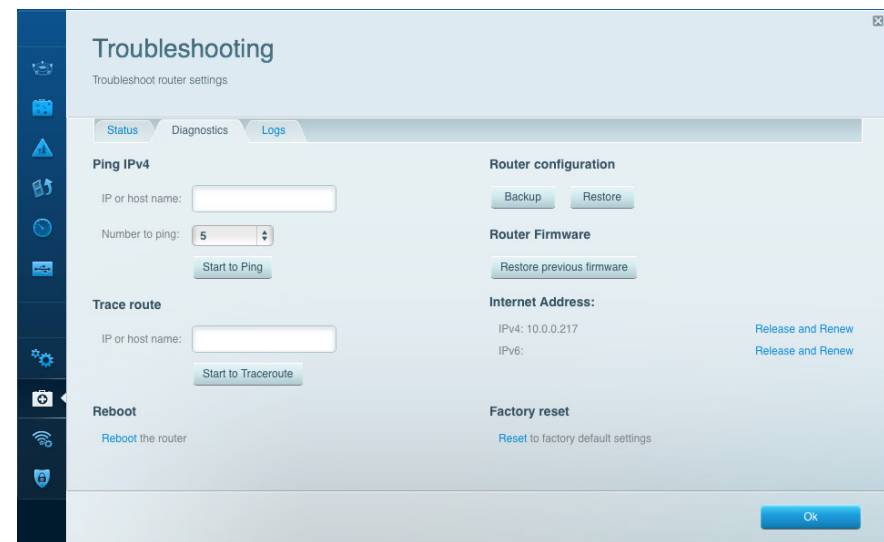 Troubleshooting
Troubleshoot router settings
Status Diagnostics Logs
Ping IPv4
IP or host name:
Number to ping: 5
Start to Ping
Trace route
IP or host name:
Start to Traceroute
Reboot
Reboot the router
Router configuration
Backup Restore
Router Firmware
Restore previous firmware
Internet Address:
IPv4: 10.0.0.217 Release and Renew
IPv6: Release and Renew
Factory reset
Reset to factory default settings
Ok